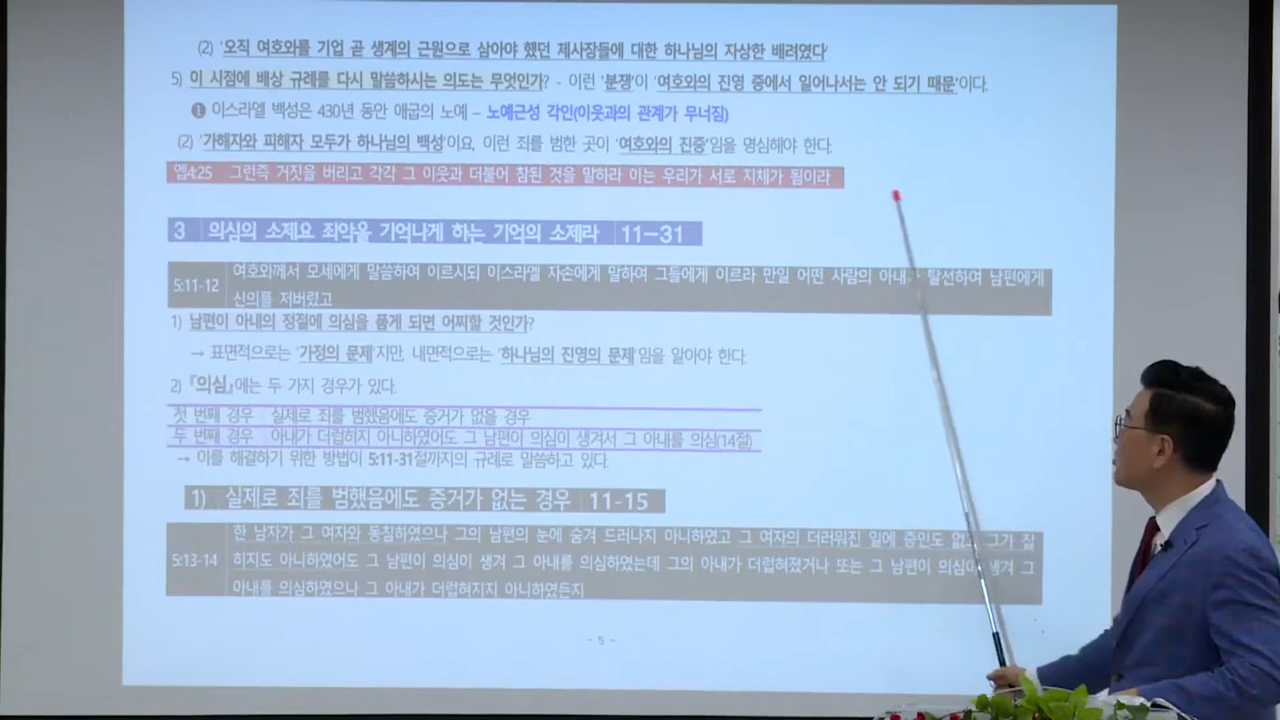 (2) '오직 여호와를 기업 곧 생계의 근원으로 삼아야 했던 제사장들에 대한 하나님의 자상한 배려였다'
5) 이 시점에 배상 규례를 다시 말씀하시는 의도는 무엇인가? - 이런 '분쟁'이 '여호와의 진영 중에서 일어나서는 안 되기 때문'이다.
❶ 이스라엘 백성은 430년 동안 애굽의 노예 – 노예근성 각인(이웃과의 관계가 무너짐)
(2) '가해자와 피해자 모두가 하나님의 백성'이요, 이런 죄를 범한 곳이 '여호와의 진중'임을 명심해야 한다.
엡4:25 그런즉 거짓을 버리고 각각 그 이웃과 더불어 참된 것을 말하라 이는 우리가 서로 지체가 됨이라
3 의심의 소제요 죄악을 기억나게 하는 기억의 소제라 11-31
5:11-12 여호와께서 모세에게 말씀하여 이르시되 이스라엘 자손에게 말하여 그들에게 이르라 만일 어떤 사람의 아내가 탈선하여 남편에게
신의를 저버렸고
1) 남편이 아내의 정절에 의심을 품게 되면 어찌할 것인가?
→ 표면적으로는 '가정의 문제'지만, 내면적으로는 '하나님의 진영의 문제'임을 알아야 한다.
2) 『의심』에는 두 가지 경우가 있다.
첫 번째 경우 실제로 죄를 범했음에도 증거가 없을 경우
두 번째 경우 아내가 더럽히지 아니하였어도 그 남편이 의심이 생겨서 그 아내를 의심(14절)
→ 이를 해결하기 위한 방법이 5:11-31절까지의 규례로 말씀하고 있다.
1) 실제로 죄를 범했음에도 증거가 없는 경우 11-15
한 남자가 그 여자와 동침하였으나 그의 남편의 눈에 숨겨 드러나지 아니하였고 그 여자의 더러워진 일에 증인도 없고 그가 잡
5:13-14 히지도 아니하였어도 그 남편이 의심이 생겨 그 아내를 의심하였는데 그의 아내가 더럽혀졌거나 또는 그 남편이 의심이 생겨 그
아내를 의심하였으나 그 아내가 더럽혀지지 아니하였든지
- 5 -